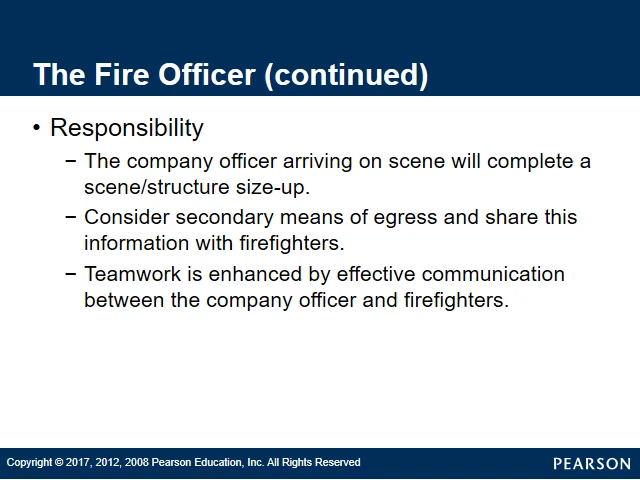 The Fire Officer (continued)
• Responsibility
− The company officer arriving on scene will complete a
scene/structure size-up.
− Consider secondary means of egress and share this
information with firefighters.
− Teamwork is enhanced by effective communication
between the company officer and firefighters.
Copyright © 2017, 2012, 2008 Pearson Education, Inc. All Rights Reserved
PEARSON